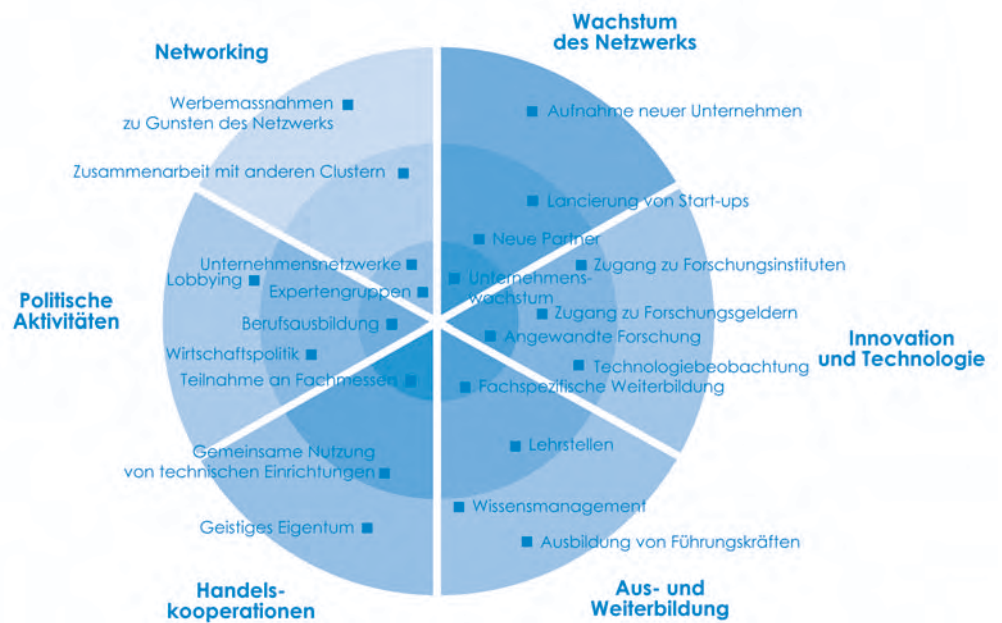 Wachstum
des Netzwerks
Networking
Werbemassnahmen
zu Gunsten des Netzwerks
Aufnahme neuer Unternehmen
Zusammenarbeit mit anderen Clustern
Lancierung von Start-ups
Neue Partner
Unternehmensnetzwerke
Zugang zu Forschungsinstituten
Lobbying
Expertengruppen
Unternehmens-
wachstum
Politische
Aktivitäten
Berufsausbildung
Zugang zu Forschungsgeldern
Angewandte Forschung
Innovation
und Technologie
Wirtschaftspolitik
Technologiebeobachtung
Teilnahme an Fachmessen
Fachspezifische Weiterbildung
Gemeinsame Nutzung
von technischen Einrichtungen
Lehrstellen
Wissensmanagement
Geistiges Eigentum
Ausbildung von Führungskräften
Handels-
kooperationen
Aus- und
Weiterbildung